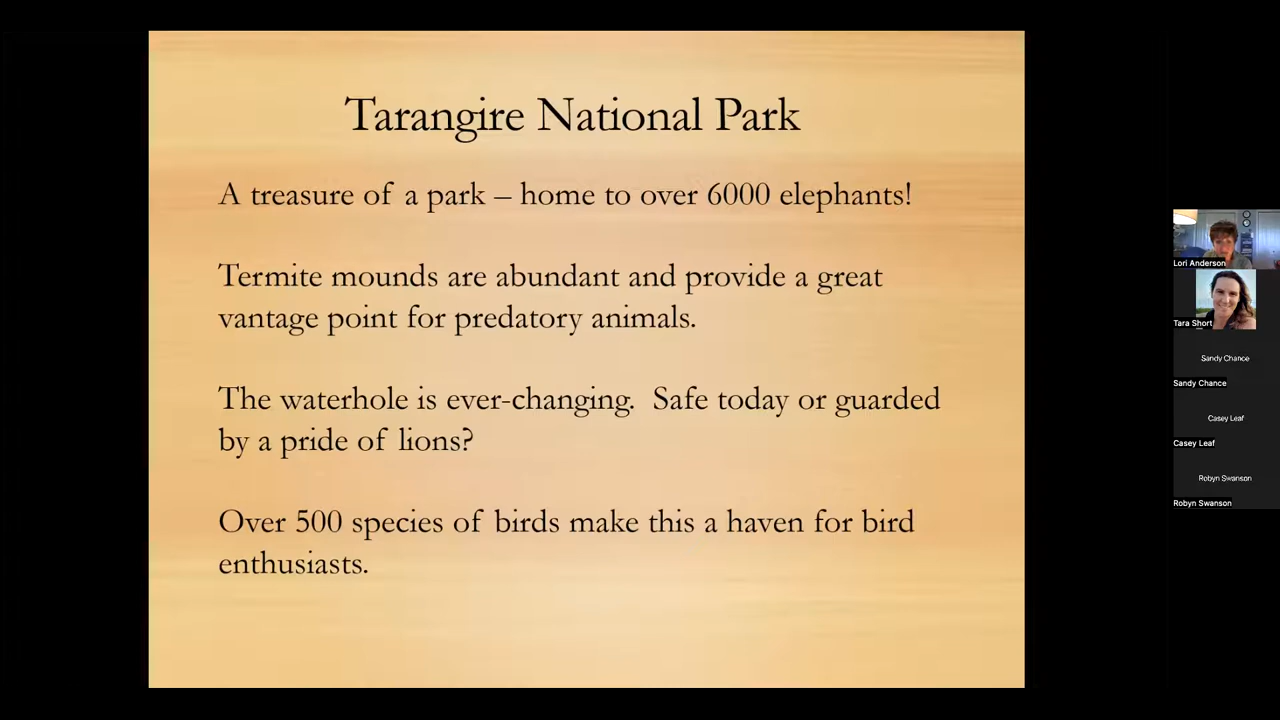 Tarangire National Park
A treasure of a park – home to over 6000 elephants!
Termite mounds are abundant and provide a great
vantage point for predatory animals.
The waterhole is ever-changing.  Safe today or guarded
by a pride of lions?
Over 500 species of birds make this a haven for bird
enthusiasts.
Lori Anderson
Tara Short
Sandy Chance
Sandy Chance
Casey Leaf
Casey Leaf
Robyn Swanson
Robyn Swanson